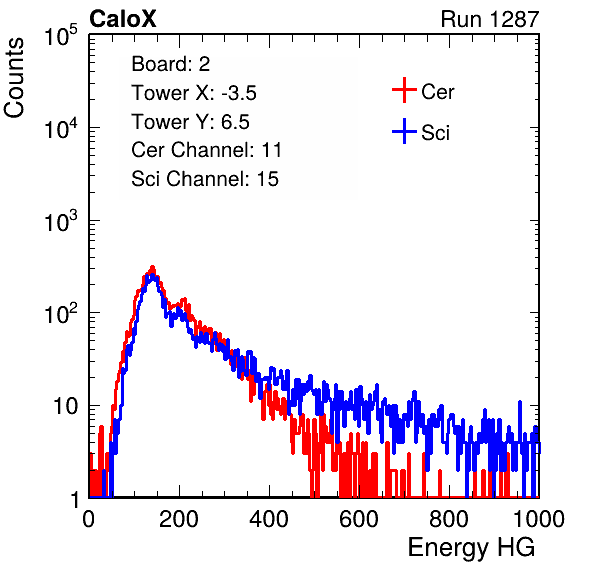 CaloX Run 1287
Counts
Board: 2
Tower X: -3.5
Tower Y: 6.5
Cer Channel: 11
Sci Channel: 15
Cer
Sci
10^5
10^4
10^3
10^2
10
1
0 200 400 600 800 1000
Energy HG